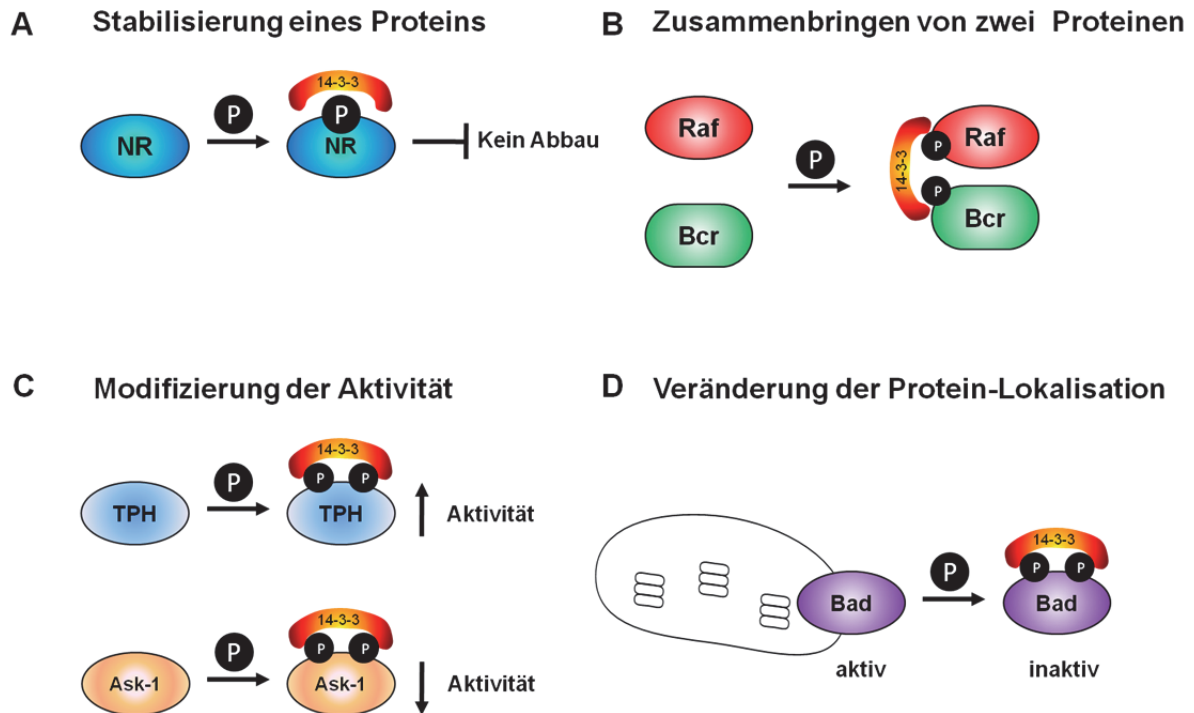 A Stabilisierung eines Proteins
NR
P
14-3-3
P
NR
Kein Abbau
B Zusammenbringen von zwei Proteinen
Raf
Bcr
P
14-3-3
P
Raf
P
Bcr
C Modifizierung der Aktivität
TPH
P
14-3-3
P P
TPH
Aktivität
Ask-1
P
14-3-3
P P
Ask-1
Aktivität
D Veränderung der Protein-Lokalisation
Bad
aktiv
P
14-3-3
P P
Bad
inaktiv